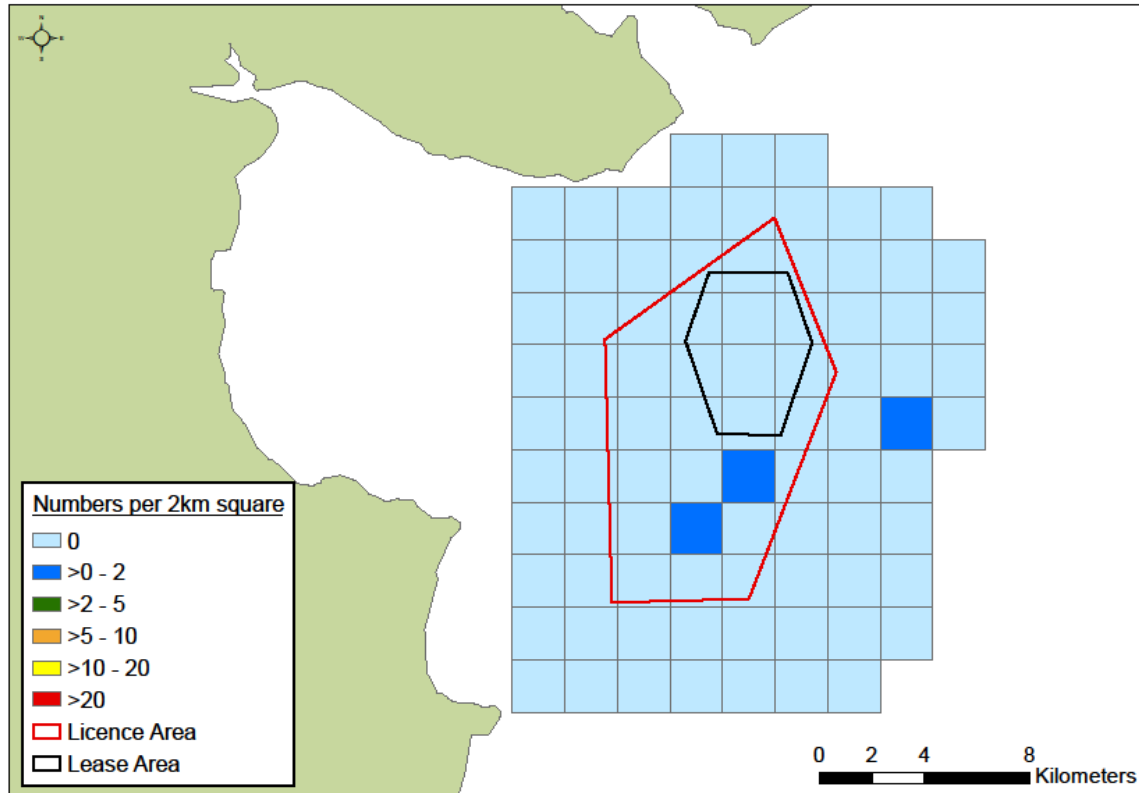 N
E
S
Numbers per 2km square
0
>0 - 2
>2 - 5
>5 - 10
>10 - 20
>20
Licence Area
Lease Area
0 2 4 8
Kilometers